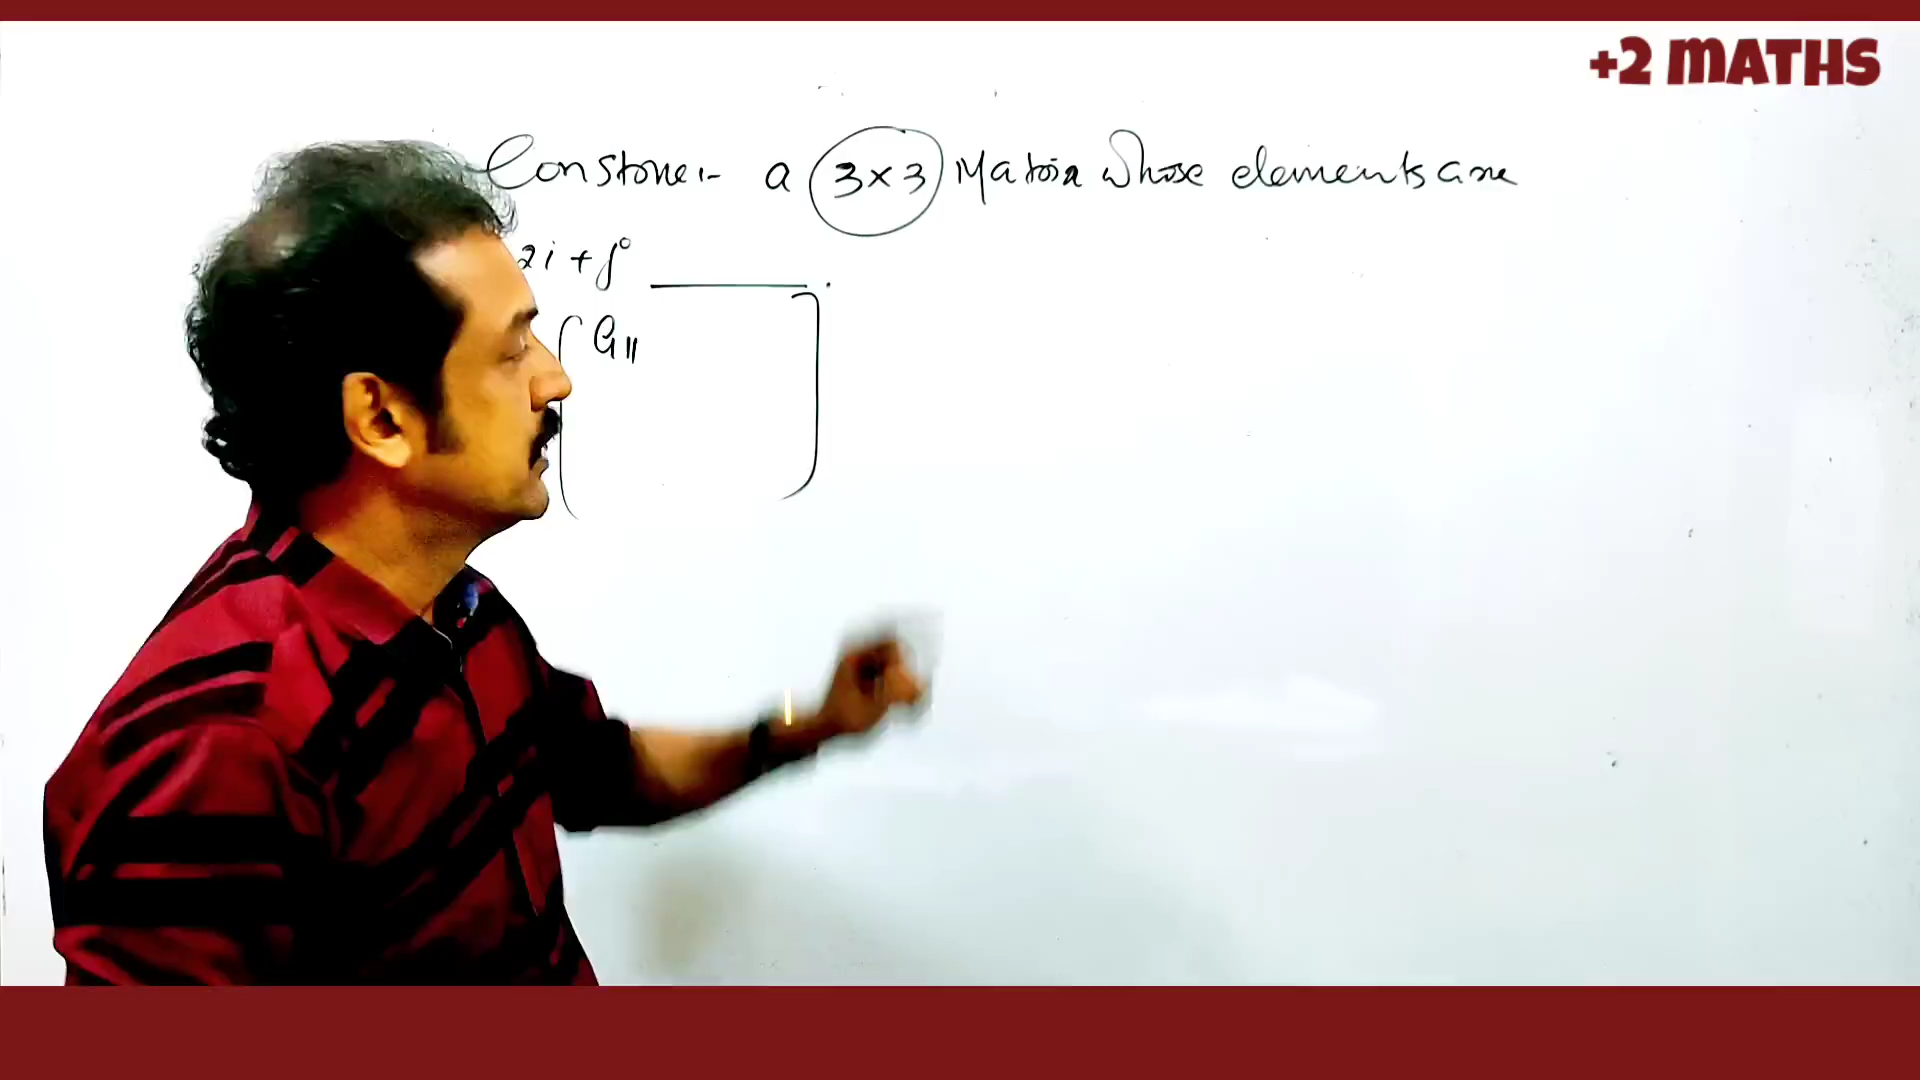 +2 MATHS
Construct a 3×3 Matrix whose elements are
2i + j
a11